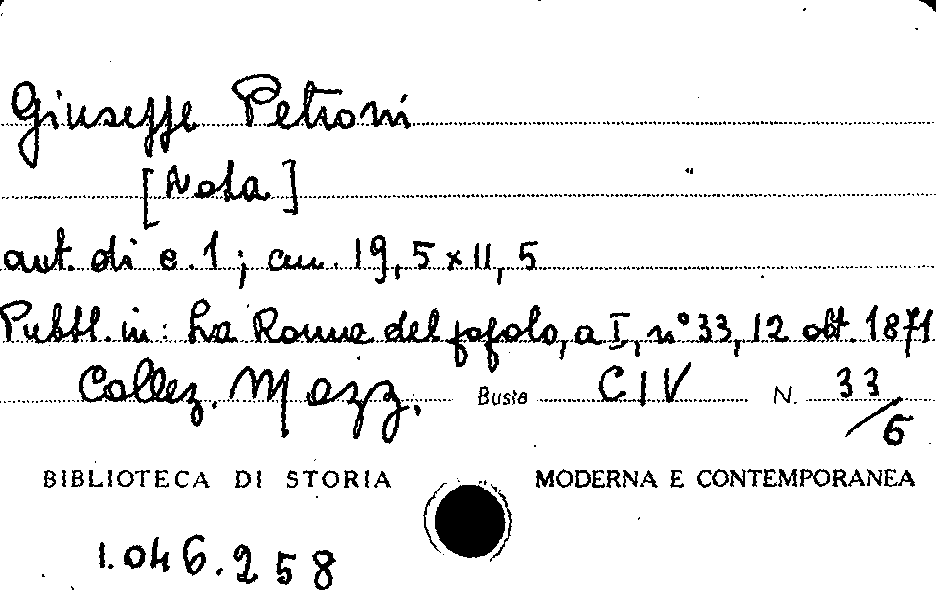 Giuseppe Petroni
[Nota]
aut. di c. 1; cm. 19,5 x 11,5
Pubbl. in: La Roma del popolo, a I, n° 33, 12 ott. 1871
Collez. Mazz. Busta CIV N. 33/6
BIBLIOTECA DI STORIA MODERNA E CONTEMPORANEA
1.046.258